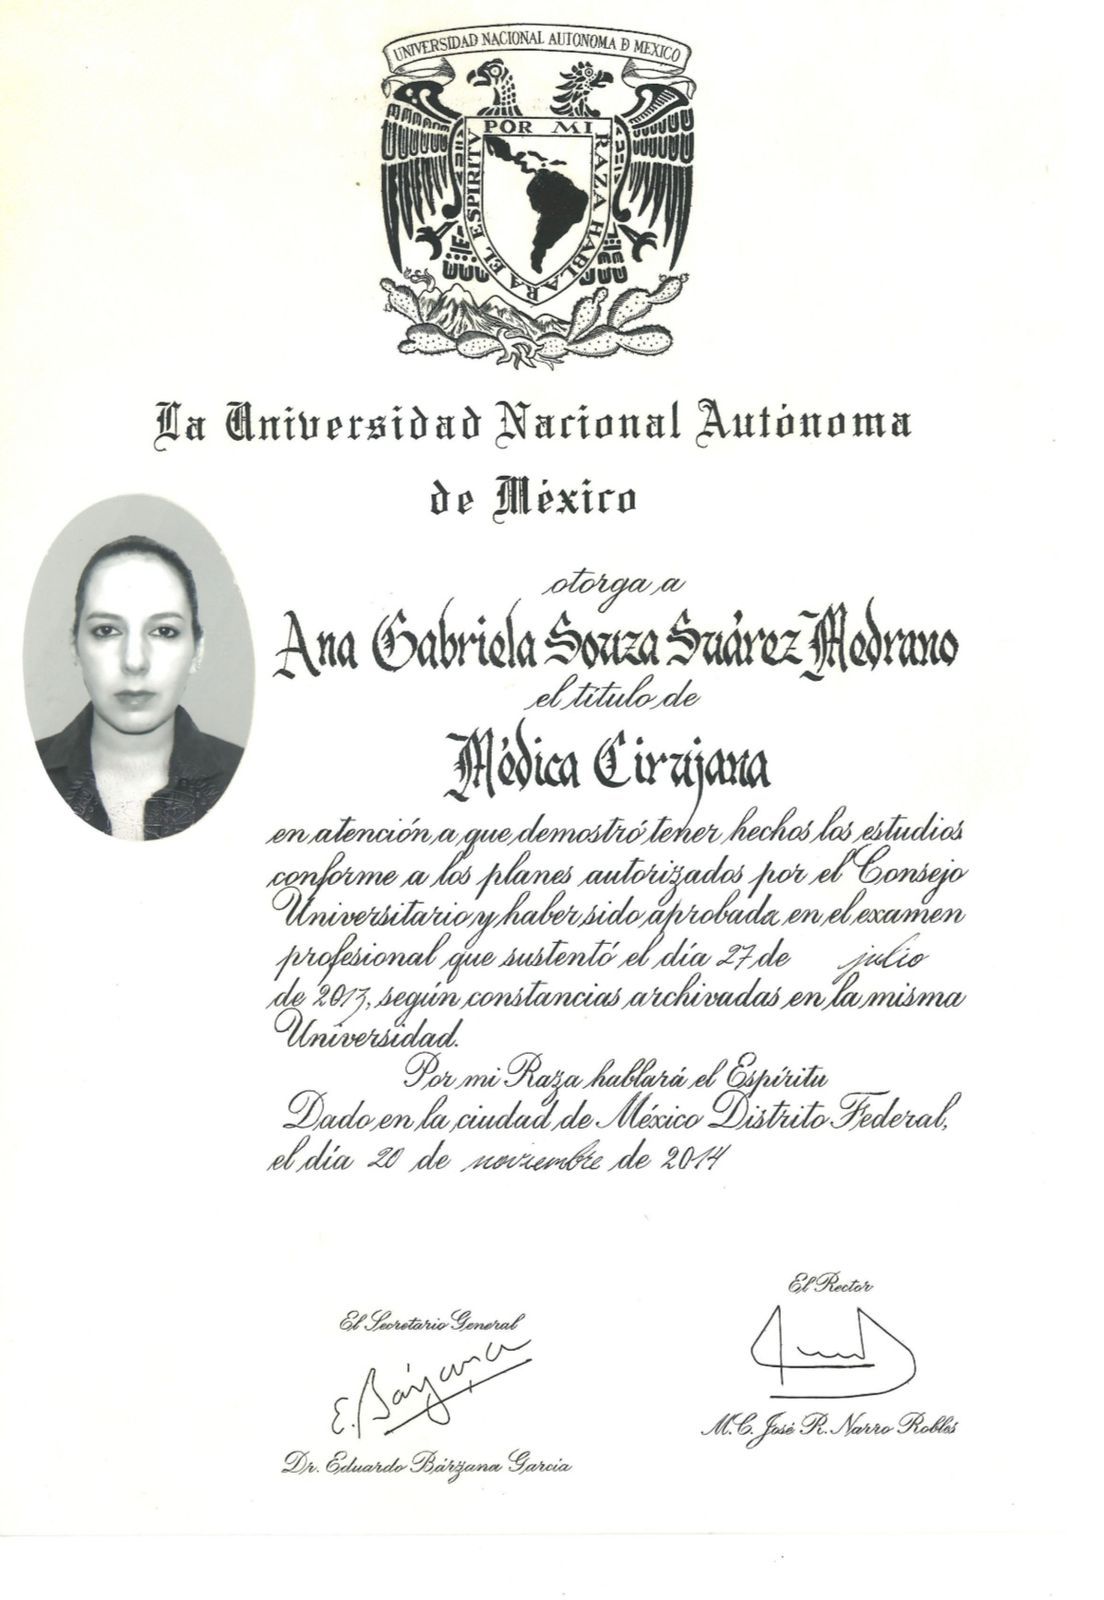 UNIVERSIDAD NACIONAL AUTONOMA D MEXICO
POR MI RAZA HABLARA EL ESPIRITU
La Universidad Nacional Autónoma
de México
otorga a
Ana Gabriela Souza Suárez Medrano
el título de
Médica Cirujana
en atención a que demostró tener hechos los estudios
conforme a los planes autorizados por el Consejo
Universitario y haber sido aprobada en el examen
profesional que sustentó el día 27 de julio
de 2013, según constancias archivadas en la misma
Universidad.
Por mi Raza hablará el Espíritu
Dado en la ciudad de México Distrito Federal,
el día 20 de noviembre de 2014
El Rector
El Secretario General
E. Bárzana
M.C. José R. Narro Robles
Dr. Eduardo Bárzana García